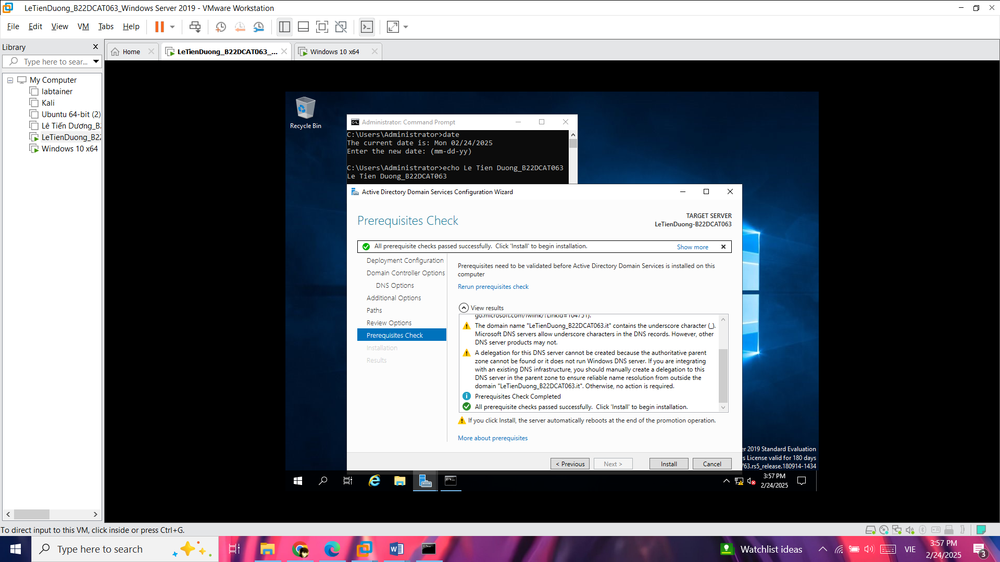 LeTienDuong_B22DCAT063_Windows Server 2019 - VMware Workstation
File Edit View VM Tabs Help
Library
Type here to sear...
My Computer
labtainer
Kali
Ubuntu 64-bit (2)
Lê Tiến Dương_B
LeTienDuong_B22
Windows 10 x64
Home
LeTienDuong_B22DCAT063_...
Windows 10 x64
Recycle Bin
Administrator: Command Prompt
C:\Users\Administrator>date
The current date is: Mon 02/24/2025
Enter the new date: (mm-dd-yy)
C:\Users\Administrator>echo Le Tien Duong_B22DCAT063
Le Tien Duong_B22DCAT063
Active Directory Domain Services Configuration Wizard
Prerequisites Check
TARGET SERVER
LeTienDuong-B22DCAT063
All prerequisite checks passed successfully. Click 'Install' to begin installation.
Show more
Deployment Configuration
Domain Controller Options
DNS Options
Additional Options
Paths
Review Options
Prerequisites Check
Installation
Results
Prerequisites need to be validated before Active Directory Domain Services is installed on this
computer
Rerun prerequisites check
View results
go.microsoft.com/fwlink/?LinkId=104751).
The domain name "LeTienDuong_B22DCAT063.it" contains the underscore character (_).
Microsoft DNS servers allow underscore characters in the DNS records. However, other
DNS server products may not.
A delegation for this DNS server cannot be created because the authoritative parent
zone cannot be found or it does not run Windows DNS server. If you are integrating
with an existing DNS infrastructure, you should manually create a delegation to this
DNS server in the parent zone to ensure reliable name resolution from outside the
domain "LeTienDuong_B22DCAT063.it". Otherwise, no action is required.
Prerequisites Check Completed
All prerequisite checks passed successfully. Click 'Install' to begin installation.
If you click Install, the server automatically reboots at the end of the promotion operation.
More about prerequisites
< Previous
Next >
Install
Cancel
er 2019 Standard Evaluation
s License valid for 180 days
763.rs5_release.180914-1434
3:57 PM
2/24/2025
To direct input to this VM, click inside or press Ctrl+G.
Type here to search
Watchlist ideas
VIE
3:57 PM
2/24/2025
3